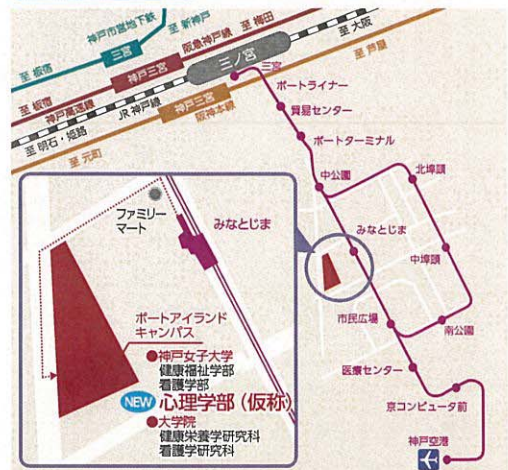 神戸市営地下鉄
至 新神戸
三宮
至 板宿
阪急神戸線
至 梅田
神戸三宮
三ノ宮
至 大阪
至 板宿
神戸高速線
JR 神戸線
神戸三宮
阪神本線
至 芦屋
至 明石・姫路
至 元町
三宮
ポートライナー
貿易センター
ポートターミナル
中公園
北埠頭
みなとじま
中埠頭
市民広場
南公園
医療センター
京コンピュータ前
神戸空港
ファミリー
マート
みなとじま
ポートアイランド
キャンパス
●神戸女子大学
健康福祉学部
看護学部
NEW 心理学部(仮称)
●大学院
健康栄養学研究科
看護学研究科